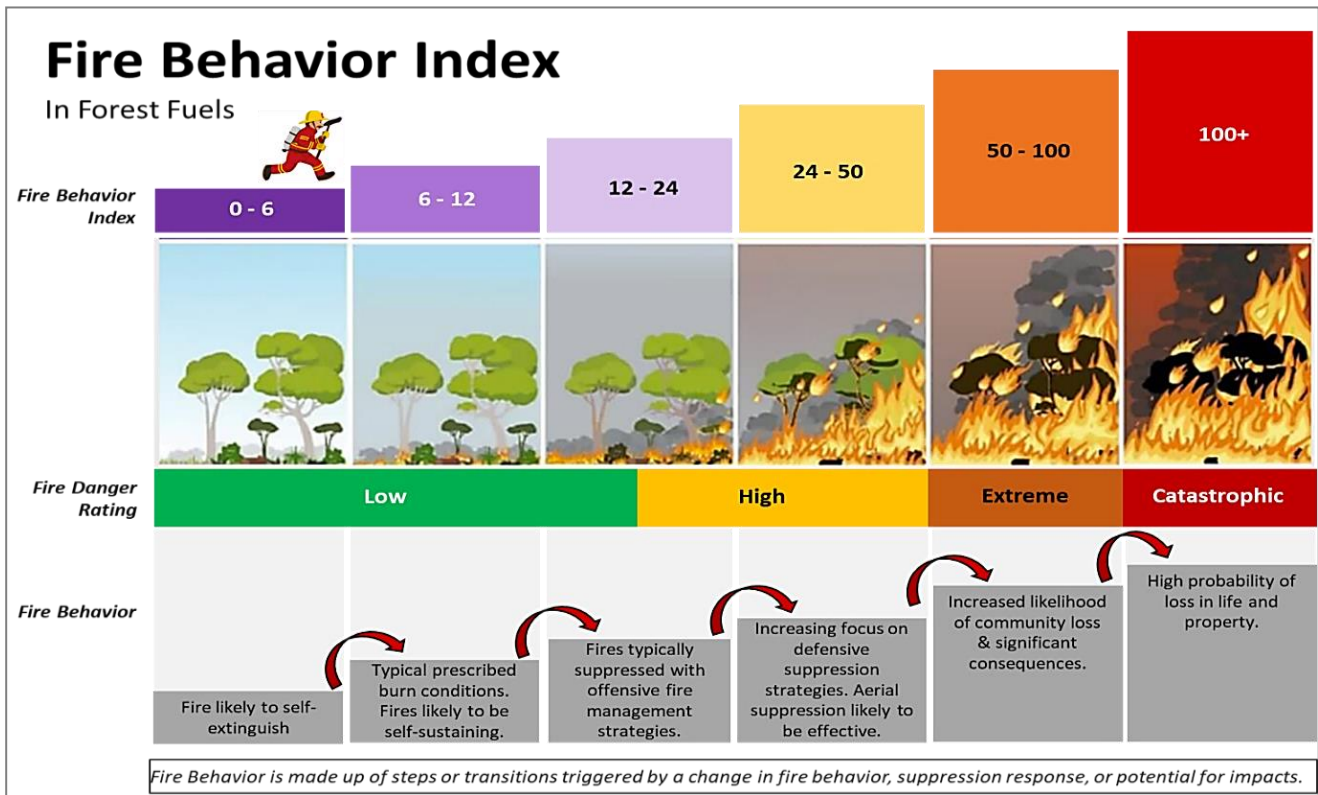 Fire Behavior Index
In Forest Fuels
Fire Behavior
Index
0 - 6
6 - 12
12 - 24
24 - 50
50 - 100
100+
Fire Danger
Rating
Low
High
Extreme
Catastrophic
Fire Behavior
Fire likely to self-
extinguish
Typical prescribed
burn conditions.
Fires likely to be
self-sustaining.
Fires typically
suppressed with
offensive fire
management
strategies.
Increasing focus on
defensive
suppression
strategies. Aerial
suppression likely to
be effective.
Increased likelihood
of community loss
& significant
consequences.
High probability of
loss in life and
property.
Fire Behavior is made up of steps or transitions triggered by a change in fire behavior, suppression response, or potential for impacts.